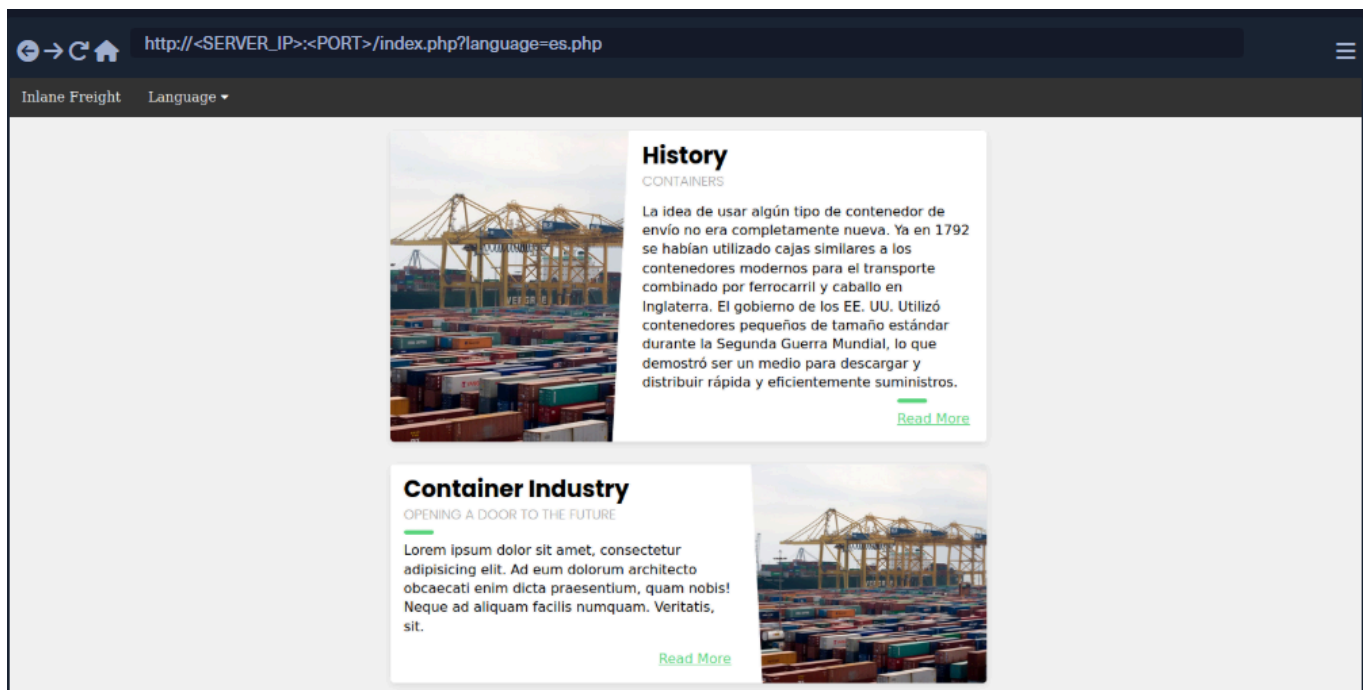 http://<SERVER_IP>:<PORT>/index.php?language=es.php
Inlane Freight
Language
History
CONTAINERS
La idea de usar algún tipo de contenedor de
envío no era completamente nueva. Ya en 1792
se habían utilizado cajas similares a los
contenedores modernos para el transporte
combinado por ferrocarril y caballo en
Inglaterra. El gobierno de los EE. UU. Utilizó
contenedores pequeños de tamaño estándar
durante la Segunda Guerra Mundial, lo que
demostró ser un medio para descargar y
distribuir rápida y eficientemente suministros.
Read More
Container Industry
OPENING A DOOR TO THE FUTURE
Lorem ipsum dolor sit amet, consectetur
adipisicing elit. Ad eum dolorum architecto
obcaecati enim dicta praesentium, quam nobis!
Neque ad aliquam facilis numquam. Veritatis,
sit.
Read More